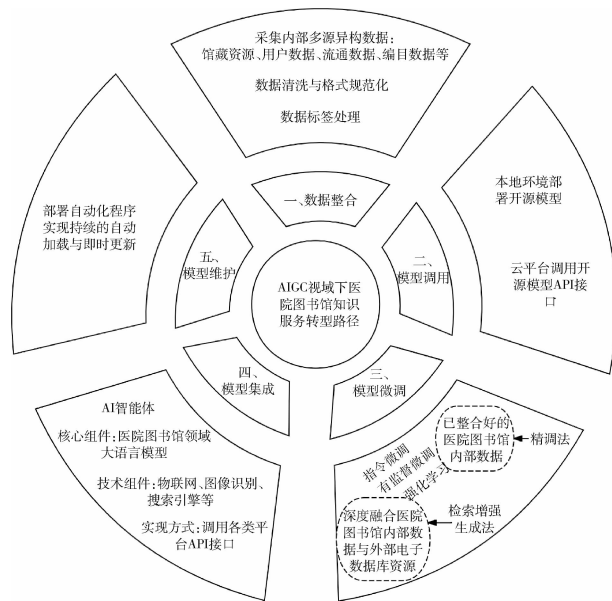 采集内部多源异构数据:
馆藏资源、用户数据、流通数据、编目数据等
数据清洗与格式规范化
数据标签处理
一、数据整合
本地环境部
署开源模型
云平台调用开
源模型API接
口
二、
模型调用
部署自动化程序
实现持续的自动
加载与即时更新
五、
模型维护
AIGC视域下医
院图书馆知识
服务转型路径
四、
模型集成
三、
模型微调
AI智能体
核心组件:医院图书馆领域
大语言模型
技术组件:物联网、图像识别、
搜索引擎等
实现方式:调用各类平
台API接口
已整合好的
医院图书馆
内部数据
精调法
指令微调
有监督微调
强化学习
深度融合医院
图书馆内部数
据与外部电子
数据库资源
检索增强
生成法